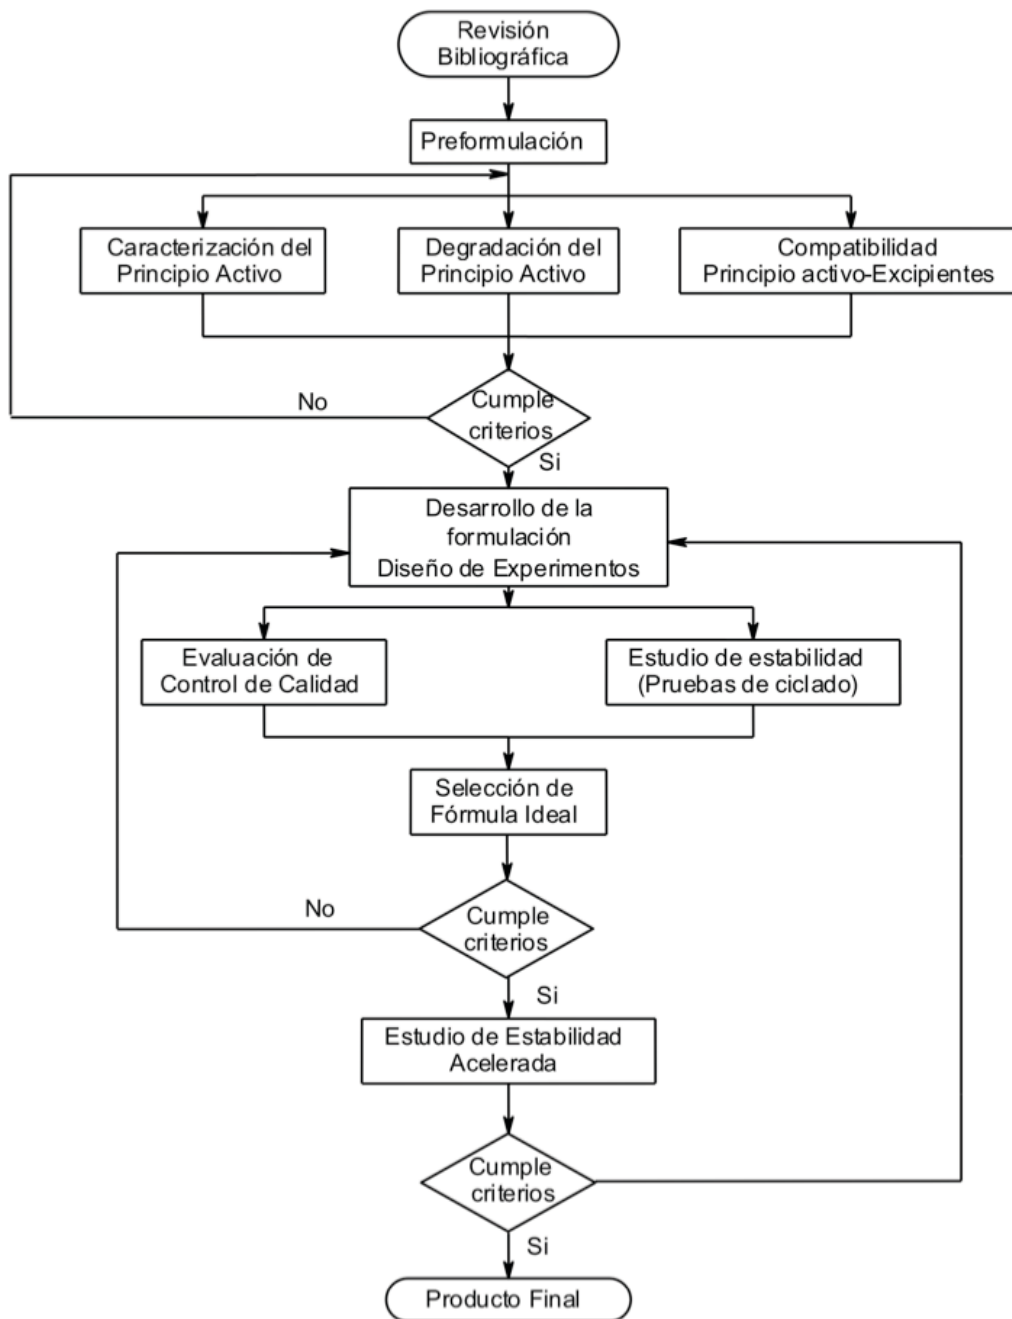 Revisión
Bibliográfica
Preformulación
Caracterización del
Principio Activo
Degradación del
Principio Activo
Compatibilidad
Principio activo-Excipientes
No
Cumple
criterios
Si
Desarrollo de la
formulación
Diseño de Experimentos
Evaluación de
Control de Calidad
Estudio de estabilidad
(Pruebas de ciclado)
Selección de
Fórmula Ideal
No
Cumple
criterios
Si
Estudio de Estabilidad
Acelerada
Cumple
criterios
Si
Producto Final